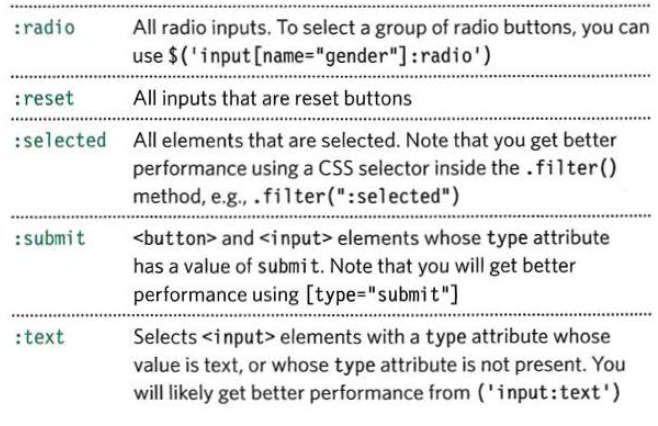 :radio All radio inputs. To select a group of radio buttons, you can
use $('input[name="gender"]:radio')
:reset All inputs that are reset buttons
:selected All elements that are selected. Note that you get better
performance using a CSS selector inside the .filter()
method, e.g., .filter(":selected")
:submit <button> and <input> elements whose type attribute
has a value of submit. Note that you will get better
performance using [type="submit"]
:text Selects <input> elements with a type attribute whose
value is text, or whose type attribute is not present. You
will likely get better performance from ('input:text')